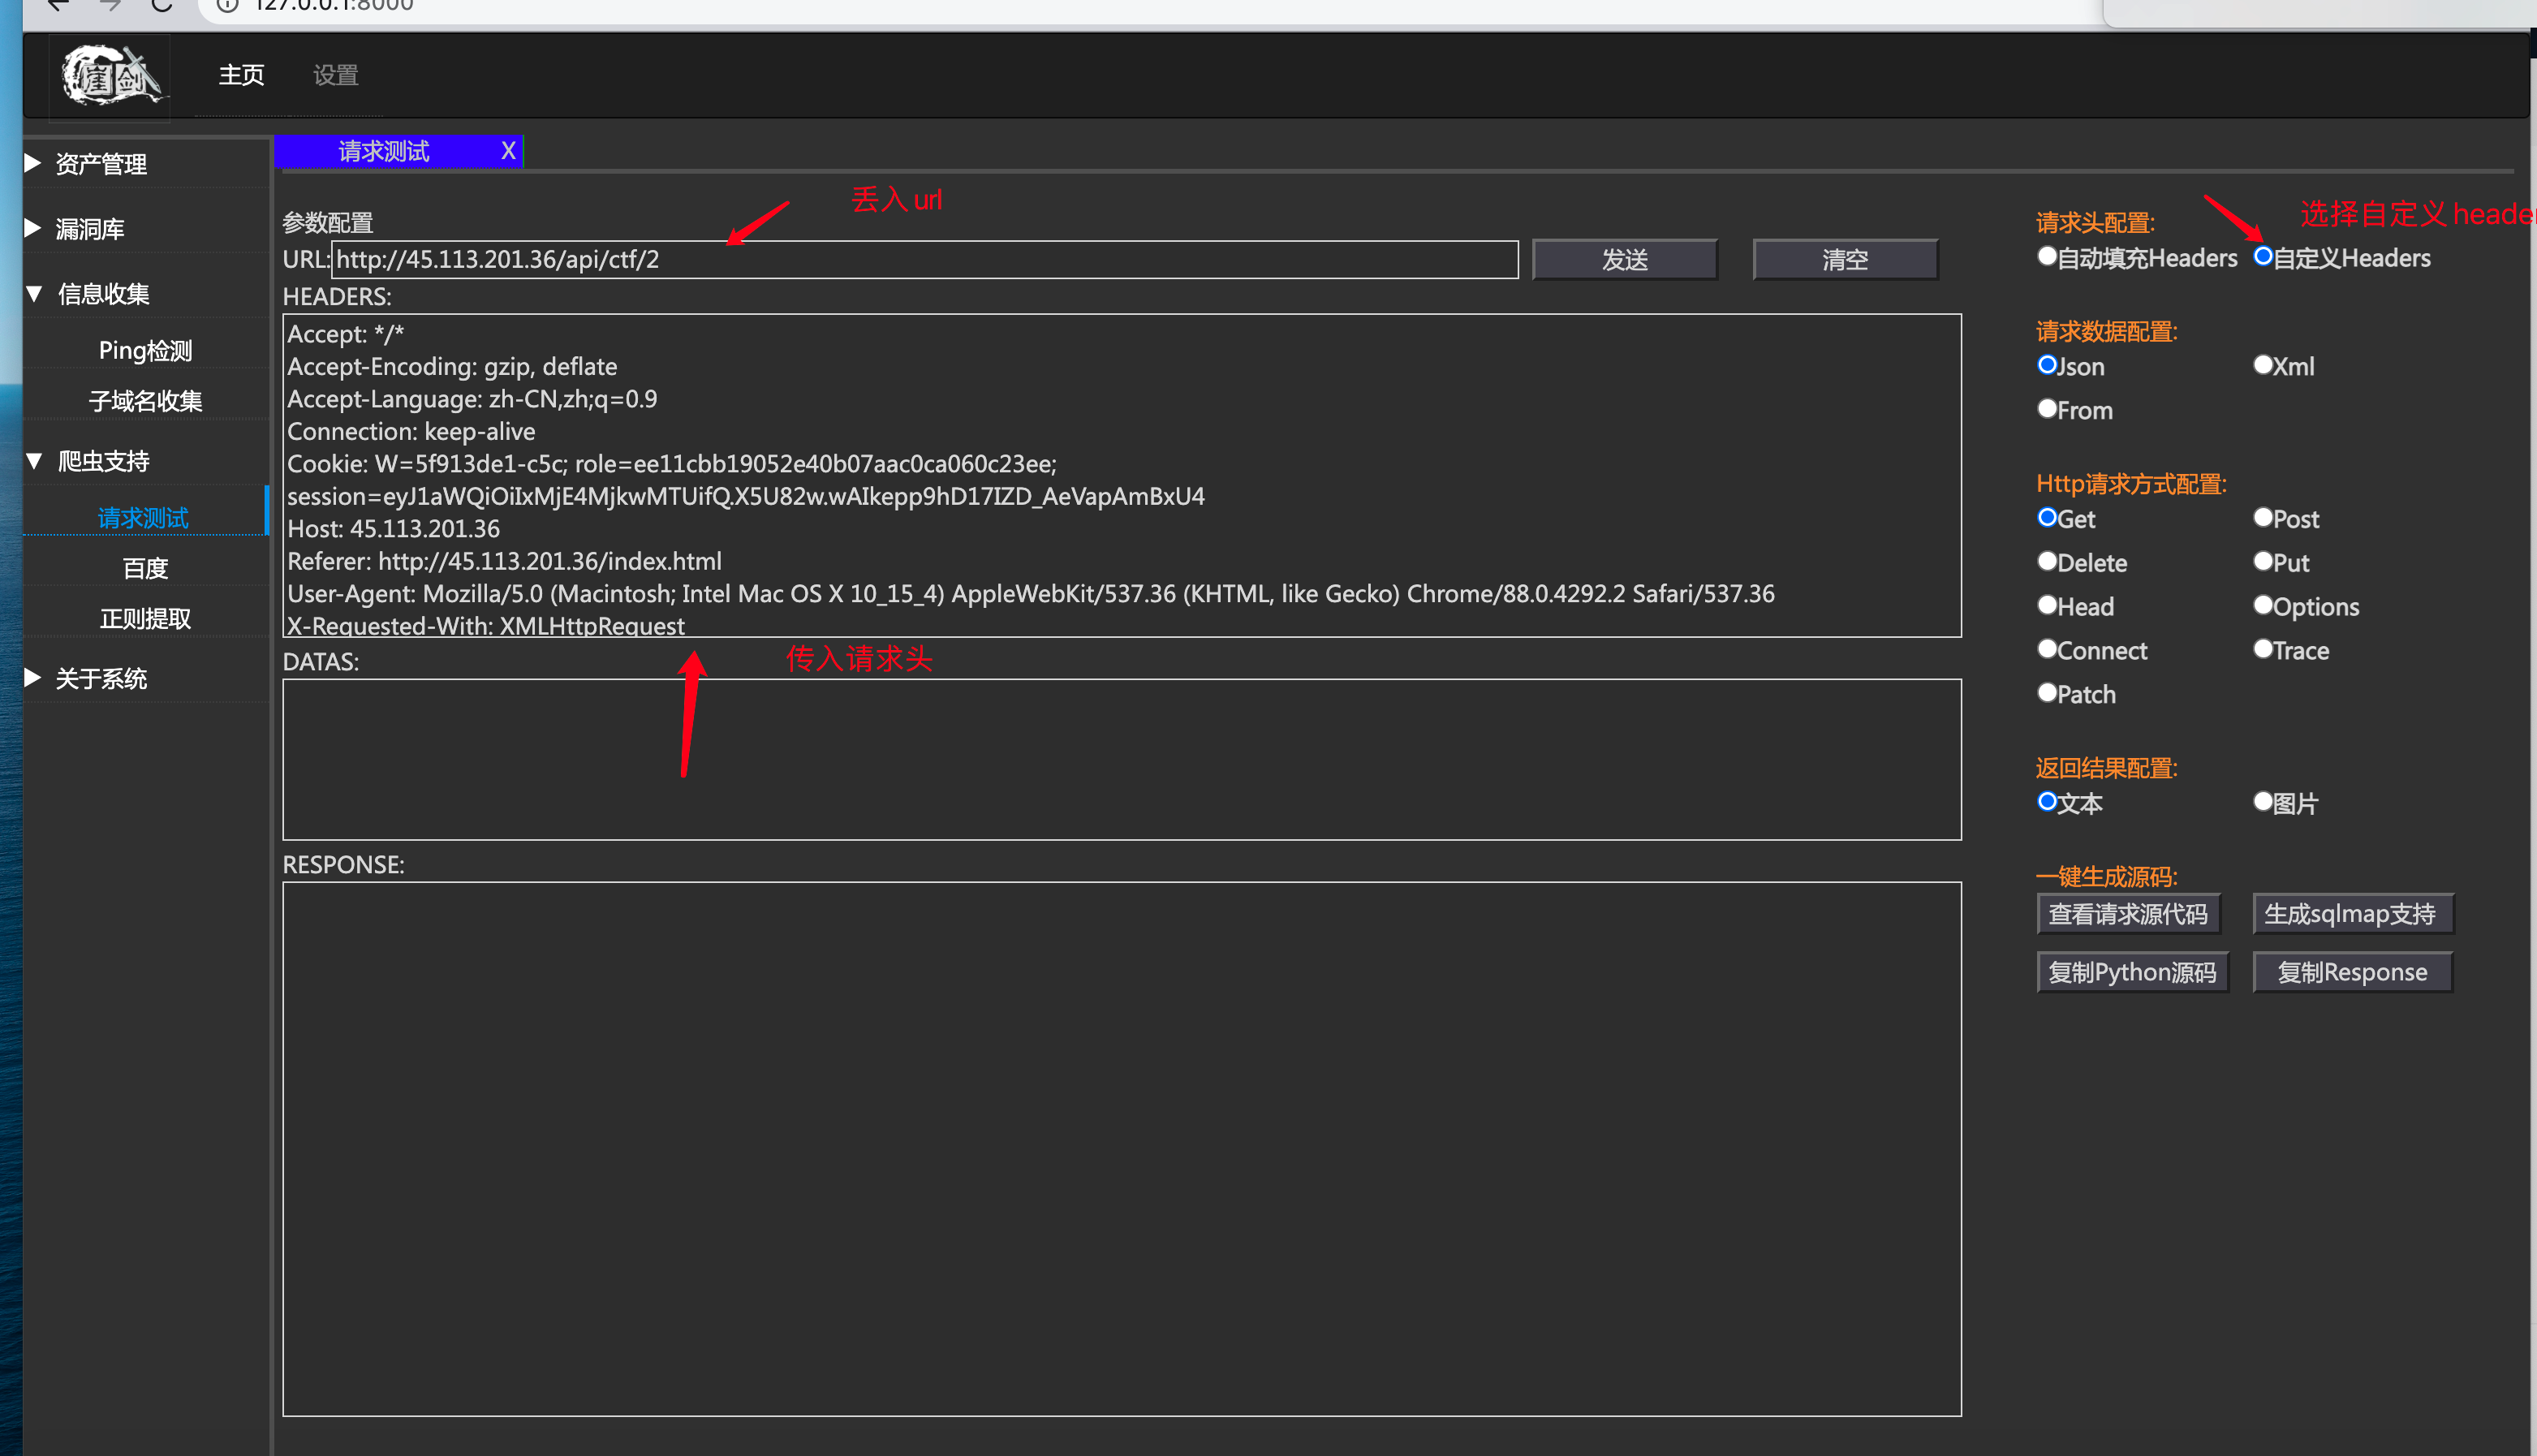 127.0.0.1:8000
崖剑
主页
设置
资产管理
漏洞库
信息收集
Ping检测
子域名收集
爬虫支持
请求测试
百度
正则提取
关于系统
请求测试 X
丢入url
参数配置
URL: http://45.113.201.36/api/ctf/2
发送
清空
HEADERS:
Accept: */*
Accept-Encoding: gzip, deflate
Accept-Language: zh-CN,zh;q=0.9
Connection: keep-alive
Cookie: W=5f913de1-c5c; role=ee11cbb19052e40b07aac0ca060c23ee;
session=eyJ1aWQiOiIxMjE4MjkwMTUifQ.X5U82w.wAIkepp9hD17IZD_AeVapAmBxU4
Host: 45.113.201.36
Referer: http://45.113.201.36/index.html
User-Agent: Mozilla/5.0 (Macintosh; Intel Mac OS X 10_15_4) AppleWebKit/537.36 (KHTML, like Gecko) Chrome/88.0.4292.2 Safari/537.36
X-Requested-With: XMLHttpRequest
传入请求头
DATAS:
RESPONSE:
选择自定义header
请求头配置:
自动填充Headers 自定义Headers
请求数据配置:
Json Xml
From
Http请求方式配置:
Get Post
Delete Put
Head Options
Connect Trace
Patch
返回结果配置:
文本 图片
一键生成源码:
查看请求源代码 生成sqlmap支持
复制Python源码 复制Response